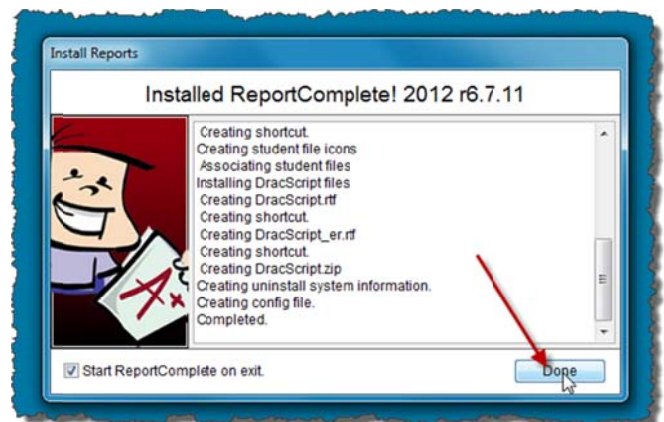 Install Reports
Installed ReportComplete! 2012 r6.7.11
Creating shortcut.
Creating student file icons
Associating student files
Installing DracScript files
Creating DracScript.rtf
Creating shortcut.
Creating DracScript_er.rtf
Creating shortcut.
Creating DracScript.zip
Creating uninstall system information.
Creating config file.
Completed.
A+
Start ReportComplete on exit.
Done